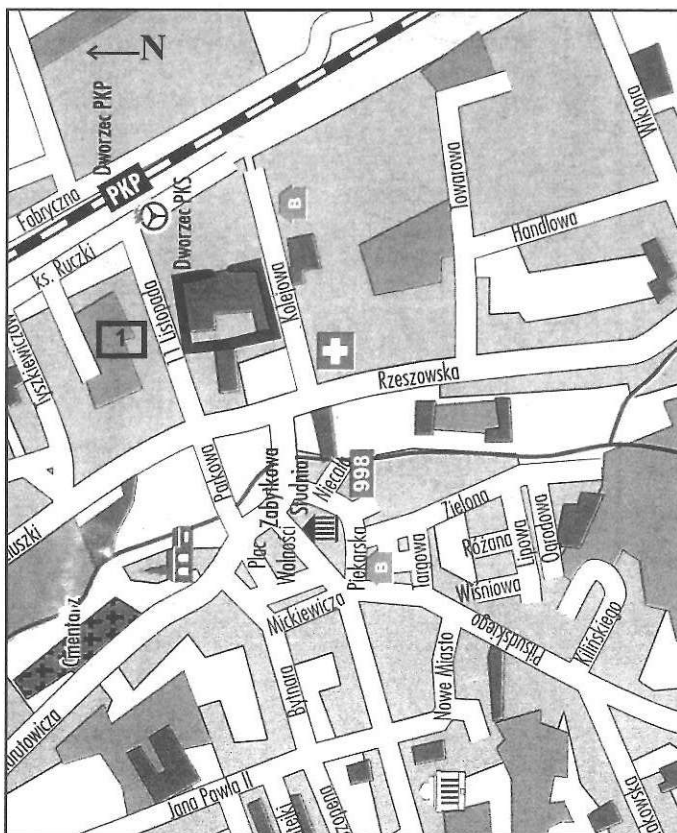 N
Dworzec PKP
Fabryczna
PKP
ks. Ruczki
Dworzec PKS
Tyszkiewiczów
1
11 Listopada
Kolejowa
B
Towarowa
Handlowa
Wiktora
Rzeszowska
Parkowa
Zabytkowa
Studnia
Niecała
998
Plac
Wolności
Cmentarz
Mickiewicza
Piekarska
B
Targowa
Zielona
Różana
Wiśniowa
Lipowa
Ogrodowa
Piłsudskiego
Kilińskiego
Nowe Miasto
Bytnara
Jana Pawła II